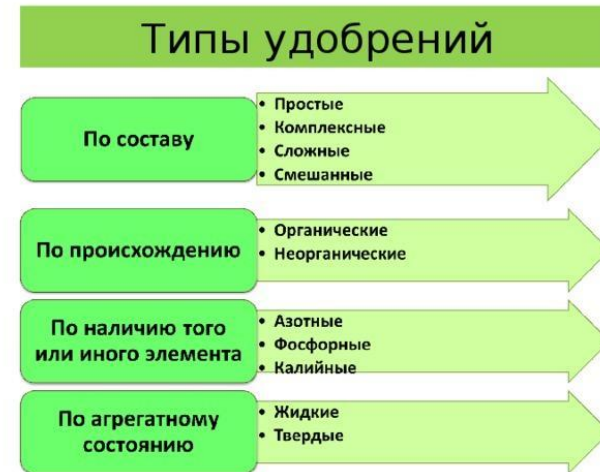 Типы удобрений
По составу
• Простые
• Комплексные
• Сложные
• Смешанные
По происхождению
• Органические
• Неорганические
По наличию того
или иного элемента
• Азотные
• Фосфорные
• Калийные
По агрегатному
состоянию
• Жидкие
• Твердые